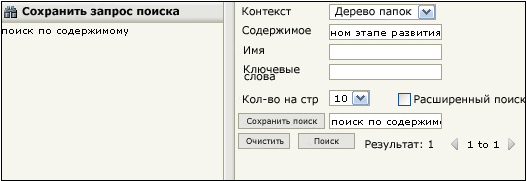 Сохранить запрос поиска
поиск по содержимому
Контекст Дерево папок
Содержимое ном этапе развития
Имя
Ключевые слова
Кол-во на стр 10 Расширенный поиск
Сохранить поиск поиск по содержим
Очистить Поиск Результат: 1 1 to 1